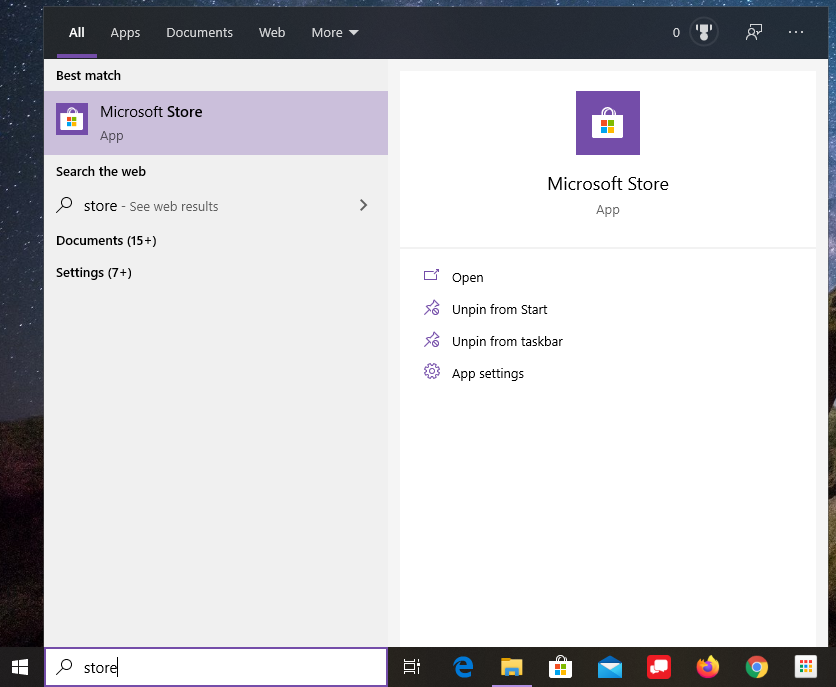 All Apps Documents Web More 0
Best match
Microsoft Store
App
Search the web
store - See web results
Documents (15+)
Settings (7+)
Microsoft Store
App
Open
Unpin from Start
Unpin from taskbar
App settings
store